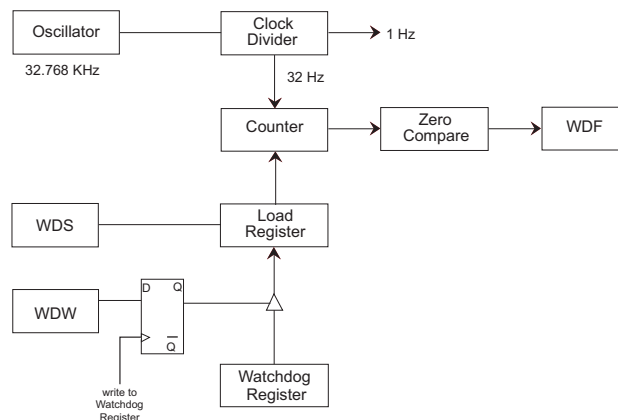 Oscillator
Clock
Divider
1 Hz
32.768 KHz
32 Hz
Counter
Zero
Compare
WDF
WDS
Load
Register
WDW
D
Q
Q
write to
Watchdog
Register
Watchdog
Register